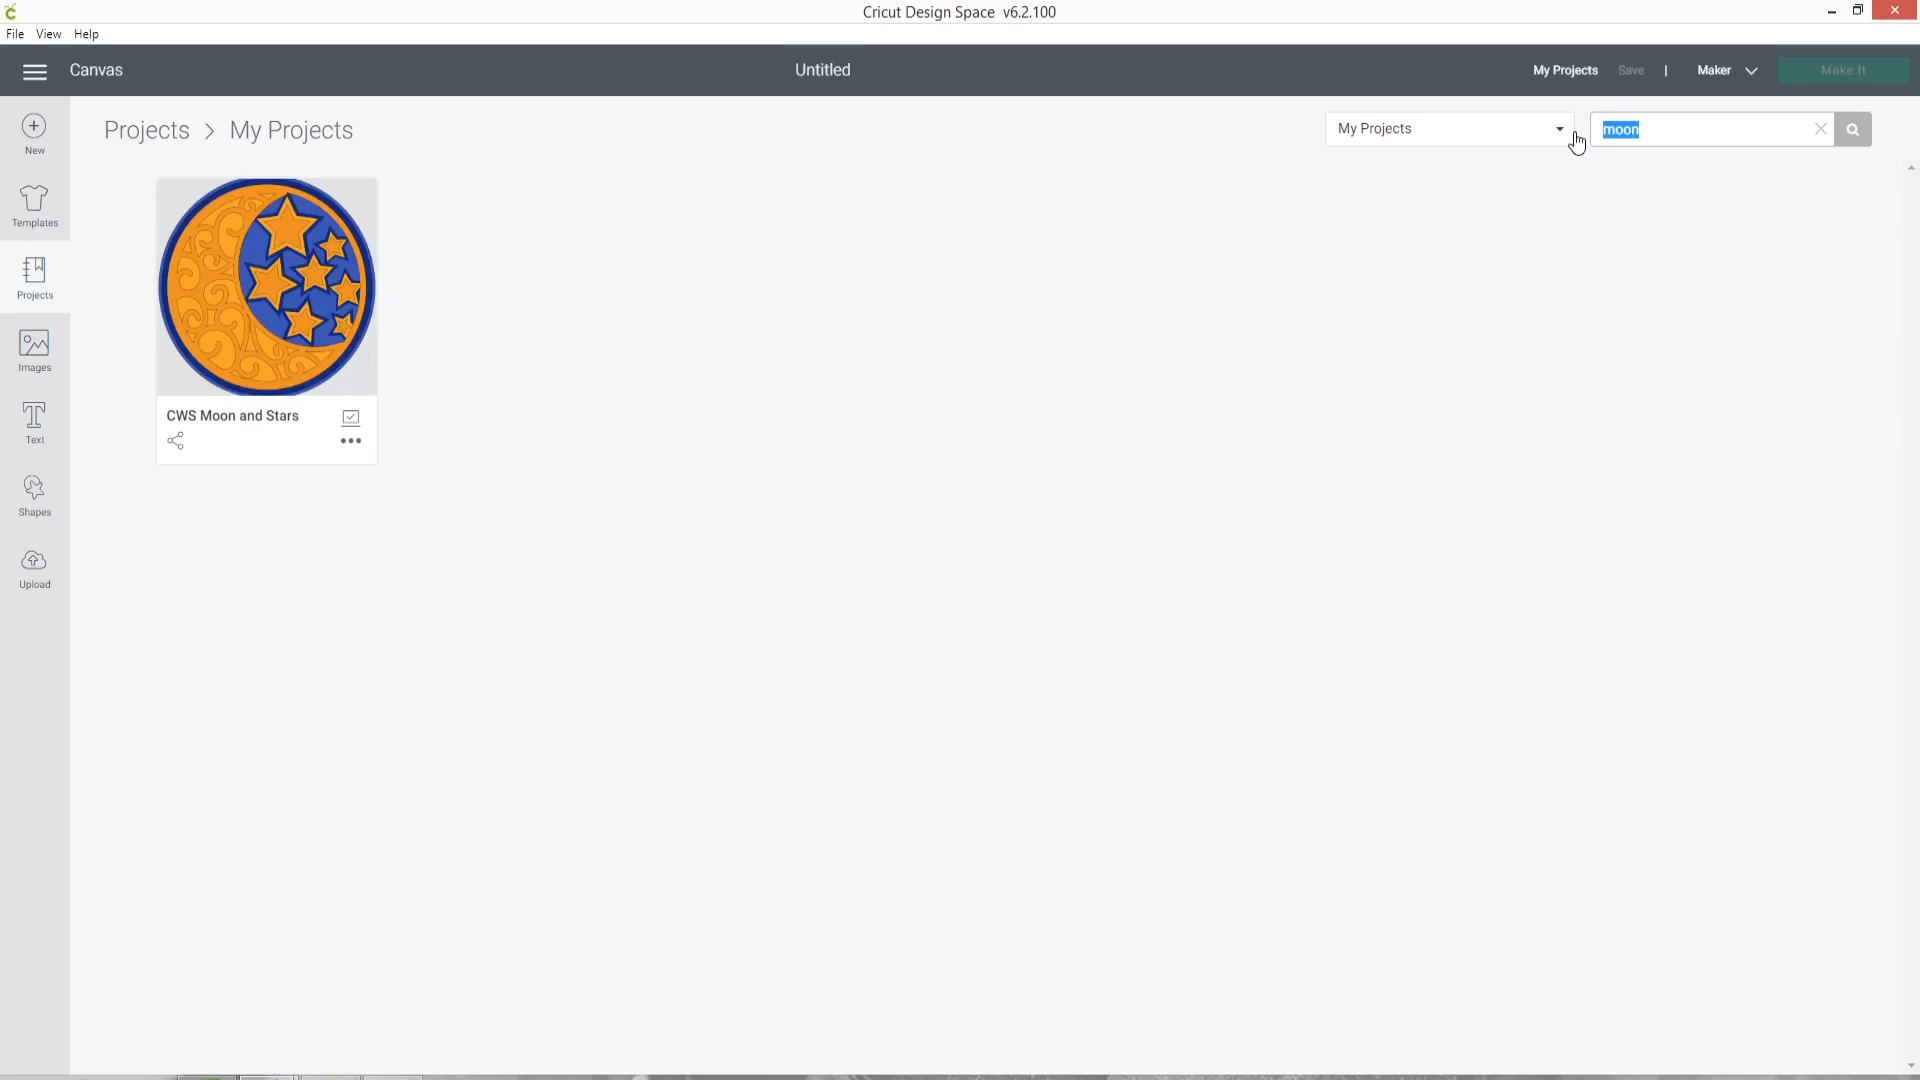 Cricut Design Space v6.2.100
File View Help
Canvas
Untitled
My Projects Save | Maker Make It
New
Templates
Projects
Images
Text
Shapes
Upload
Projects > My Projects
My Projects
moon
CWS Moon and Stars